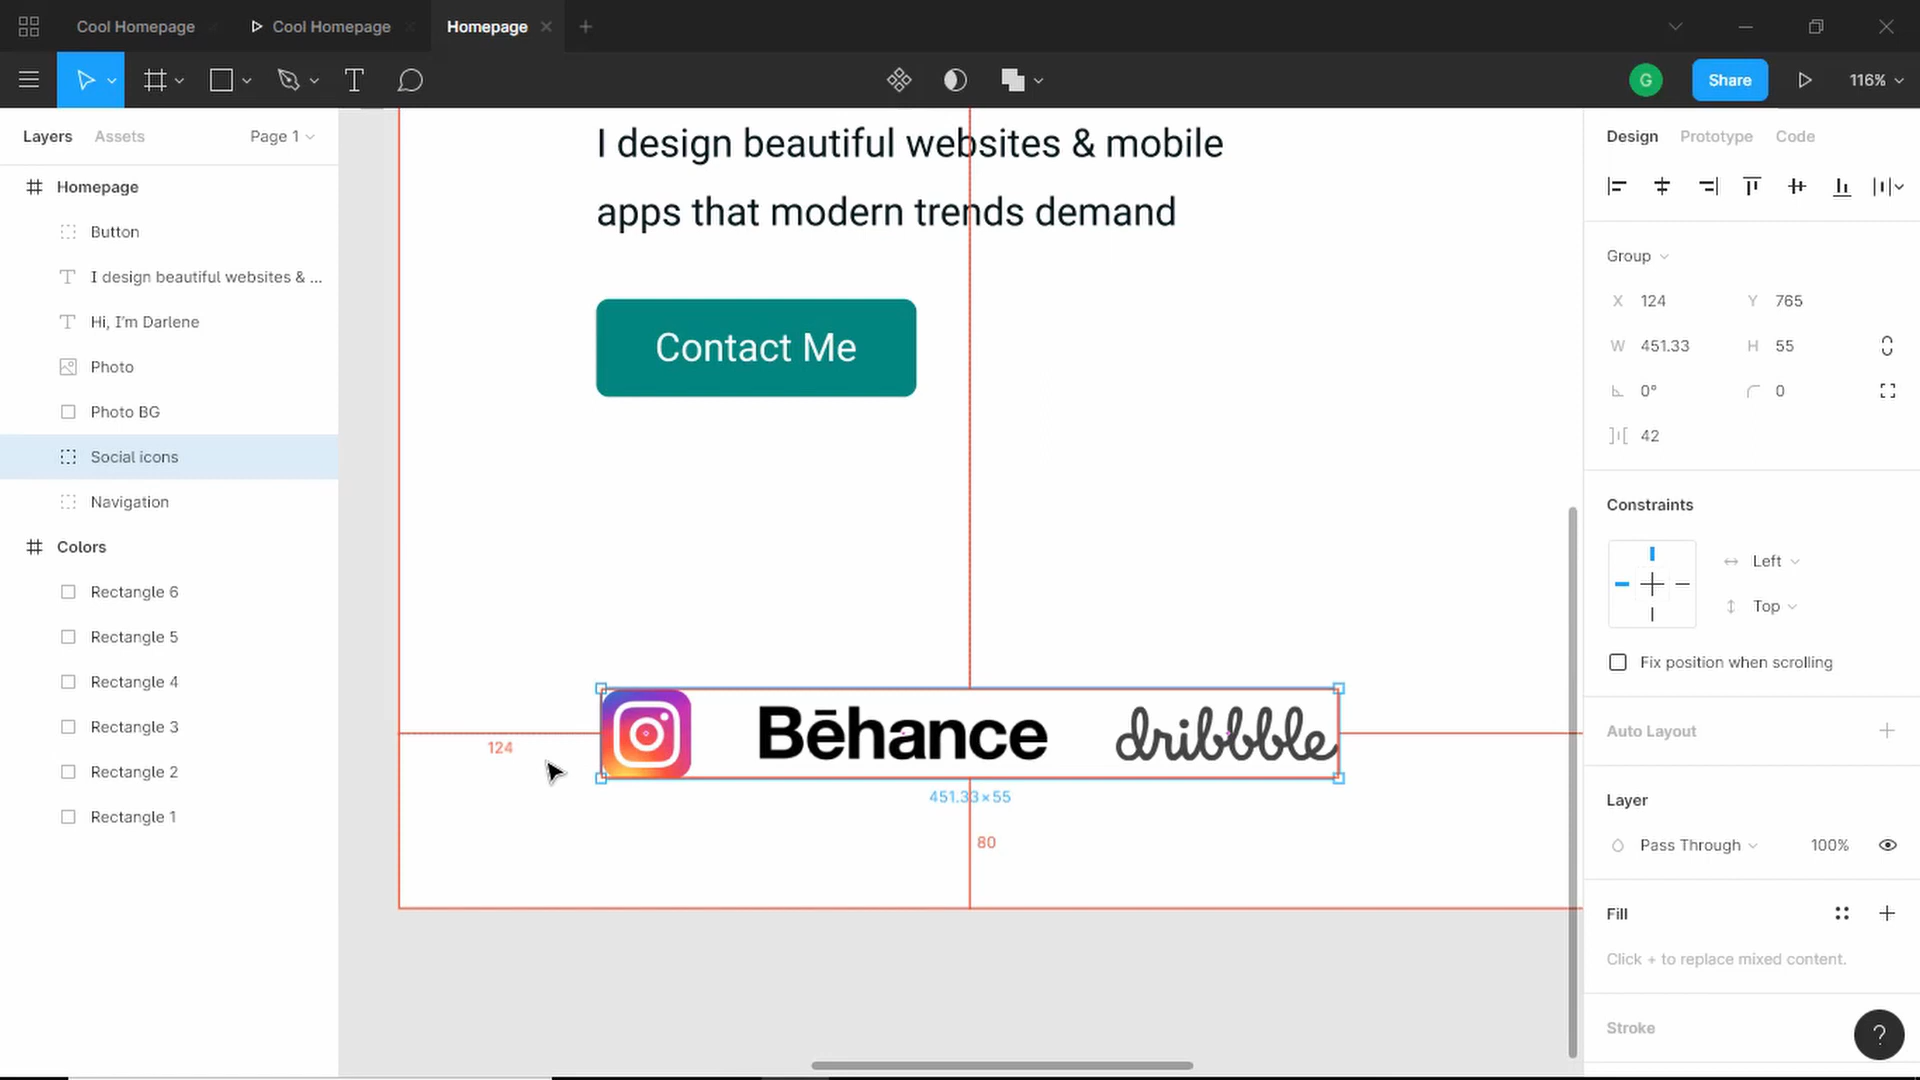 Cool Homepage
Cool Homepage
Homepage
G
Share
116%
Layers
Assets
Page 1
Homepage
Button
I design beautiful websites & ...
Hi, I'm Darlene
Photo
Photo BG
Social icons
Navigation
Colors
Rectangle 6
Rectangle 5
Rectangle 4
Rectangle 3
Rectangle 2
Rectangle 1
I design beautiful websites & mobile
apps that modern trends demand
Contact Me
Bēhance
dribbble
124
451.33×55
80
Design
Prototype
Code
Group
X 124
Y 765
W 451.33
H 55
0°
0
42
Constraints
Left
Top
Fix position when scrolling
Auto Layout
Layer
Pass Through
100%
Fill
Click + to replace mixed content.
Stroke
?